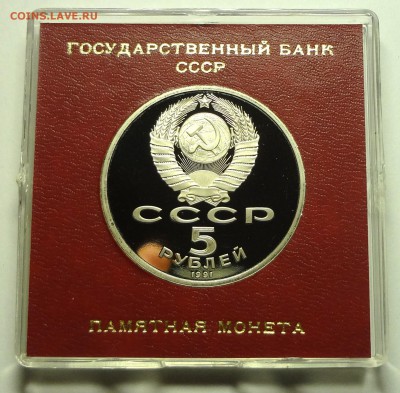 COINS.LAVE.RU
ГОСУДАРСТВЕННЫЙ БАНК
СССР
СССР
5
РУБЛЕЙ
1991
ПАМЯТНАЯ МОНЕТА